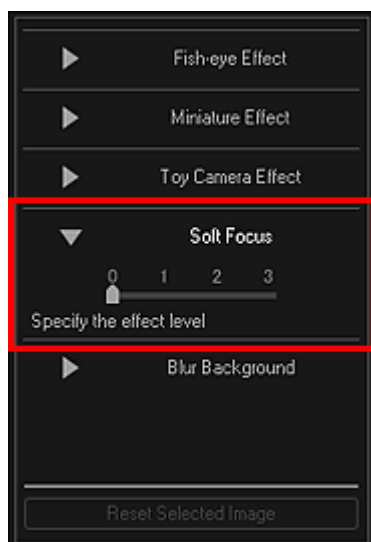 Fish-eye Effect
Miniature Effect
Toy Camera Effect
Soft Focus
0 1 2 3
Specify the effect level
Blur Background
Reset Selected Image